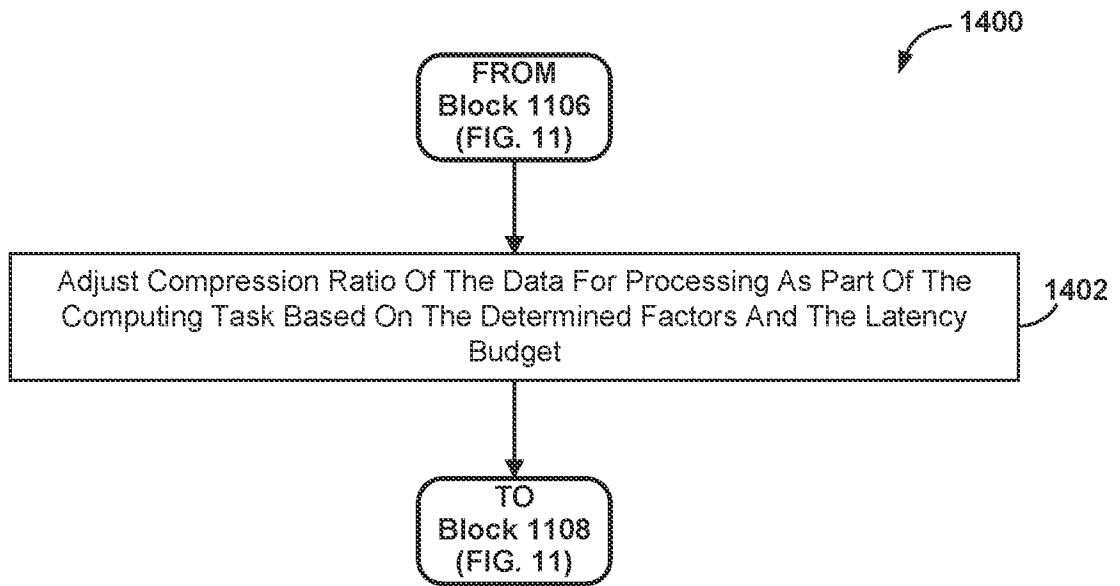 1400
FROM
Block 1106
(FIG. 11)
Adjust Compression Ratio Of The Data For Processing As Part Of The
Computing Task Based On The Determined Factors And The Latency
Budget
1402
TO
Block 1108
(FIG. 11)